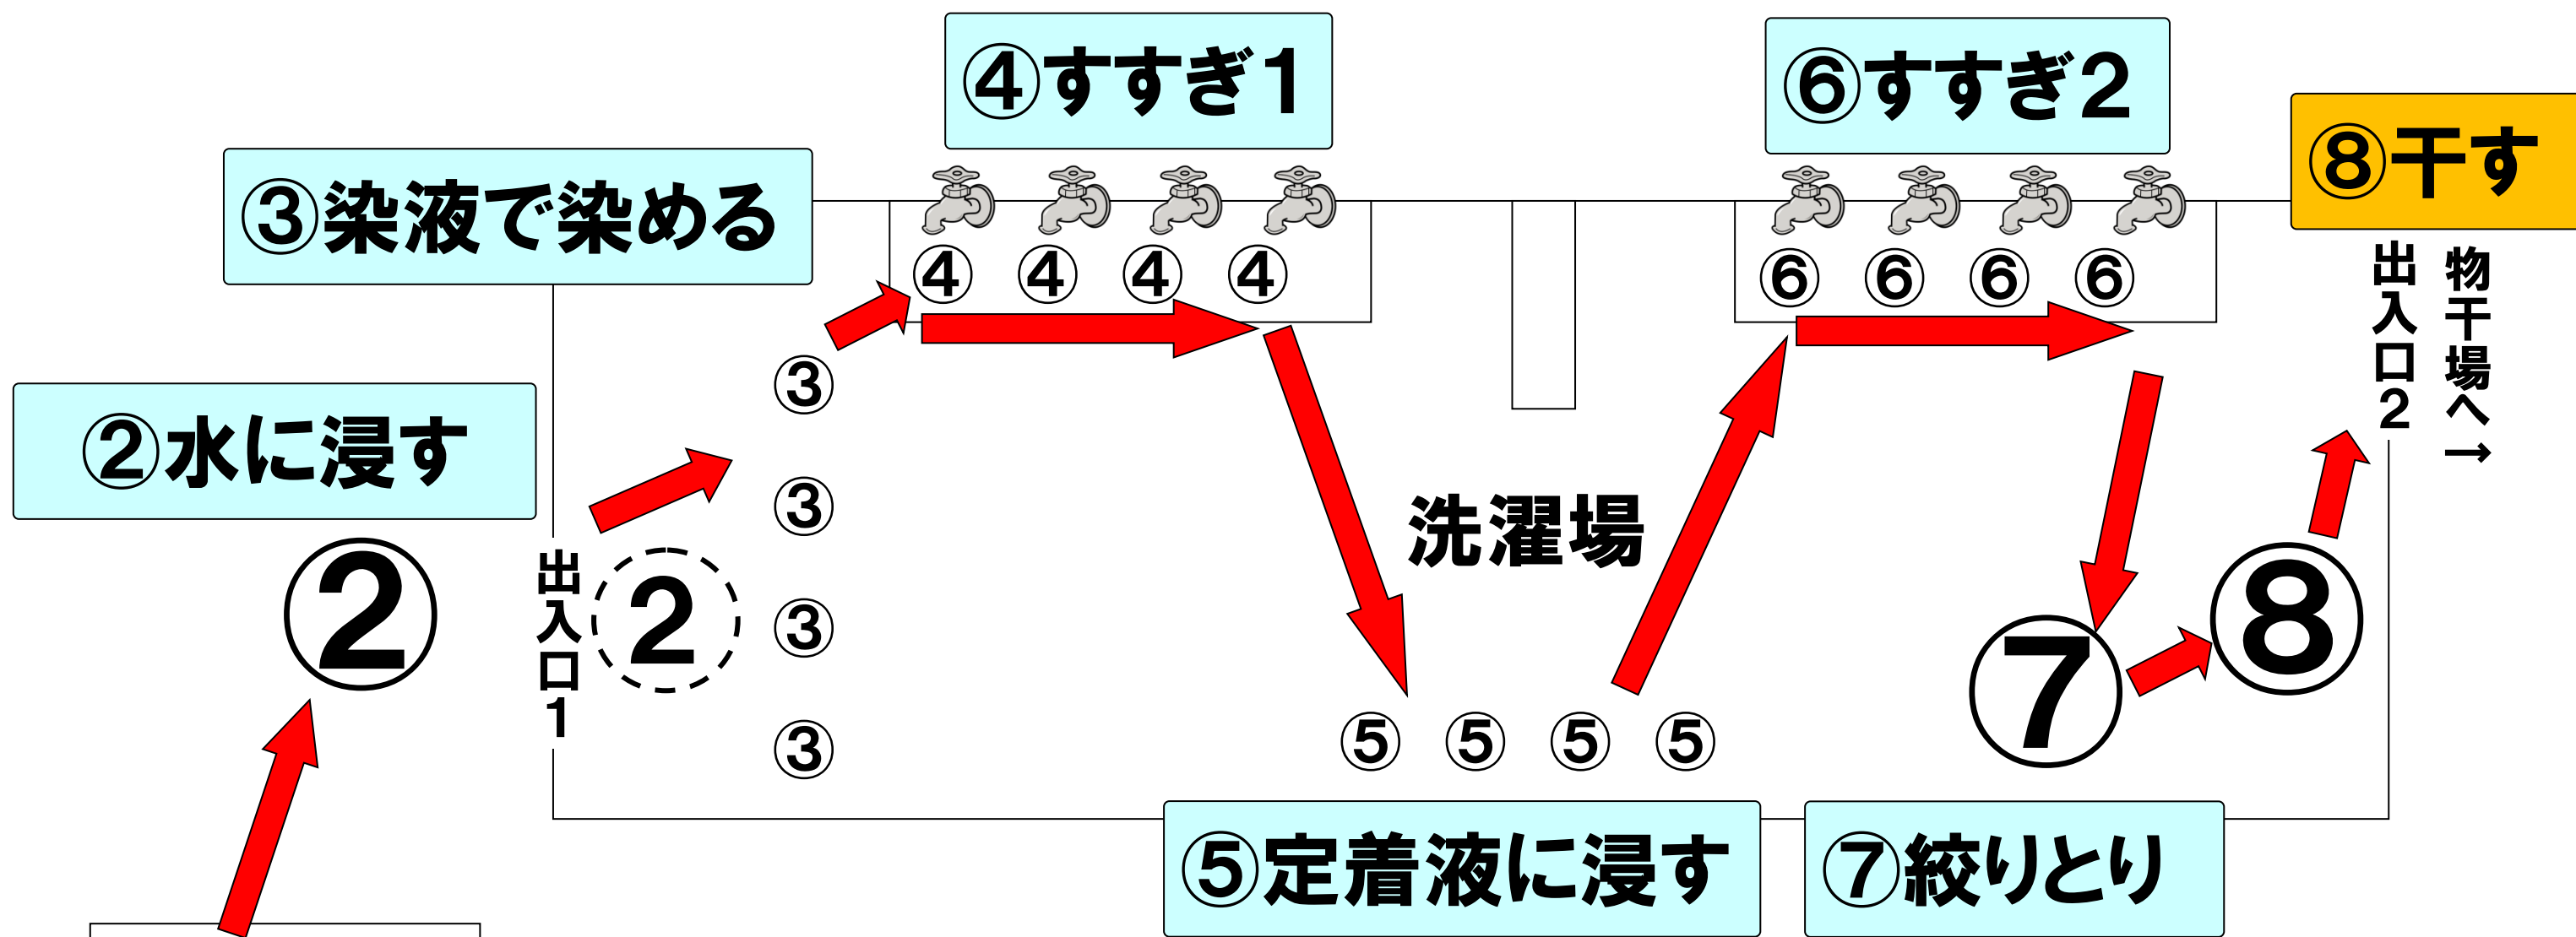 ④すすぎ1
⑥すすぎ2
⑧干す
③染液で染める
②水に浸す
④ ④ ④ ④
⑥ ⑥ ⑥ ⑥
出入口2
物干場へ→
③
③
③
③
②
出入口1
②
洗濯場
⑤ ⑤ ⑤ ⑤
⑦
⑧
⑤定着液に浸す
⑦絞りとり